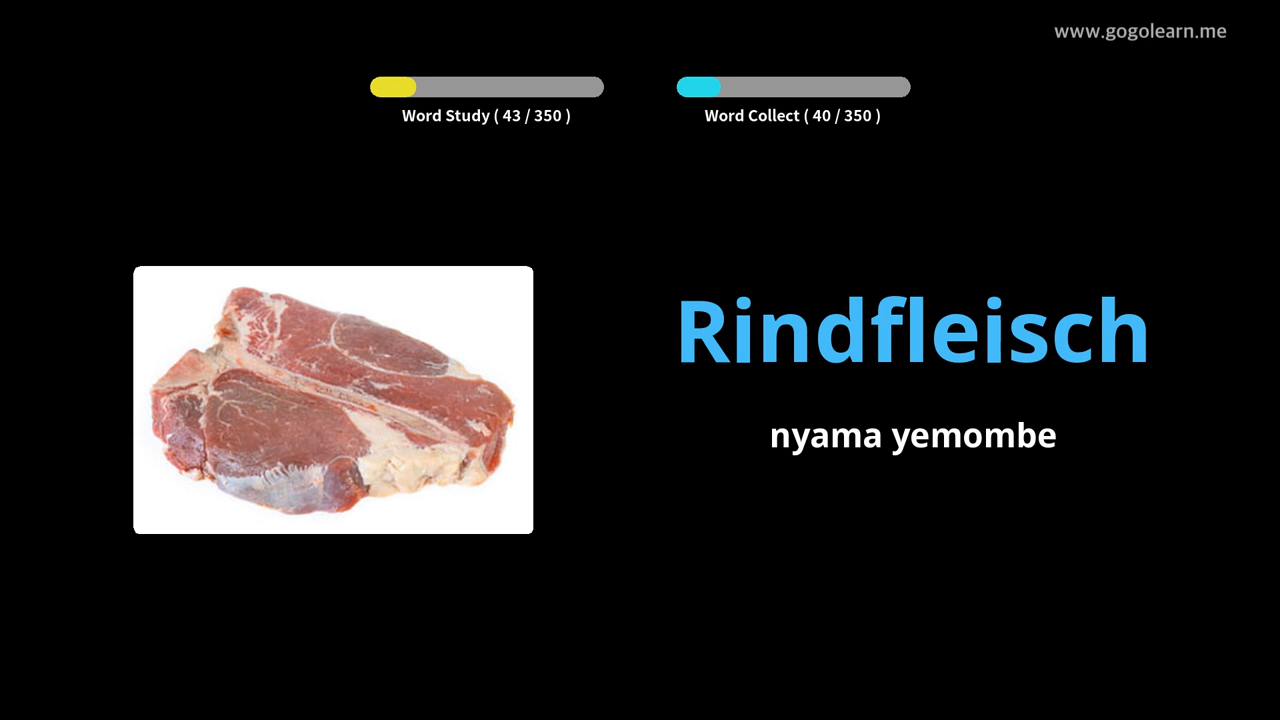 www.gogolearn.me
Word Study ( 43 / 350 )
Word Collect ( 40 / 350 )
Rindfleisch
nyama yemombe